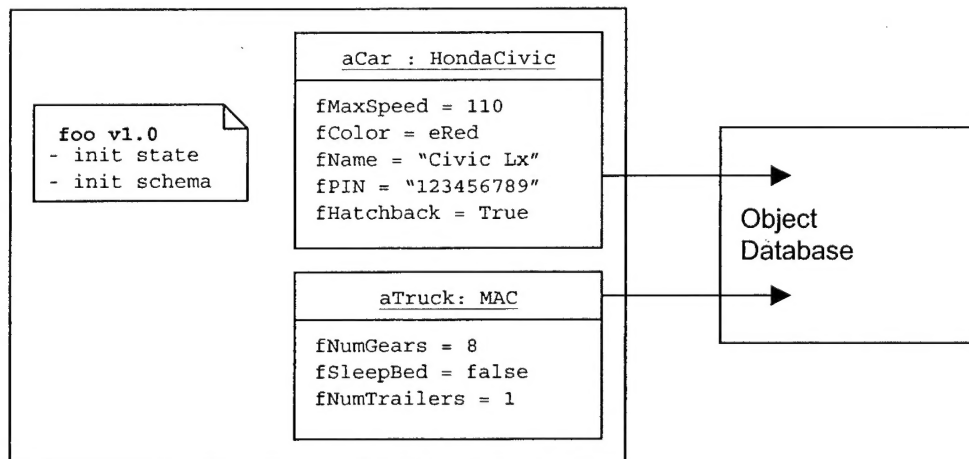 foo v1.0
- init state
- init schema
aCar : HondaCivic
fMaxSpeed = 110
fColor = eRed
fName = "Civic Lx"
fPIN = "123456789"
fHatchback = True
aTruck: MAC
fNumGears = 8
fSleepBed = false
fNumTrailers = 1
Object
Database